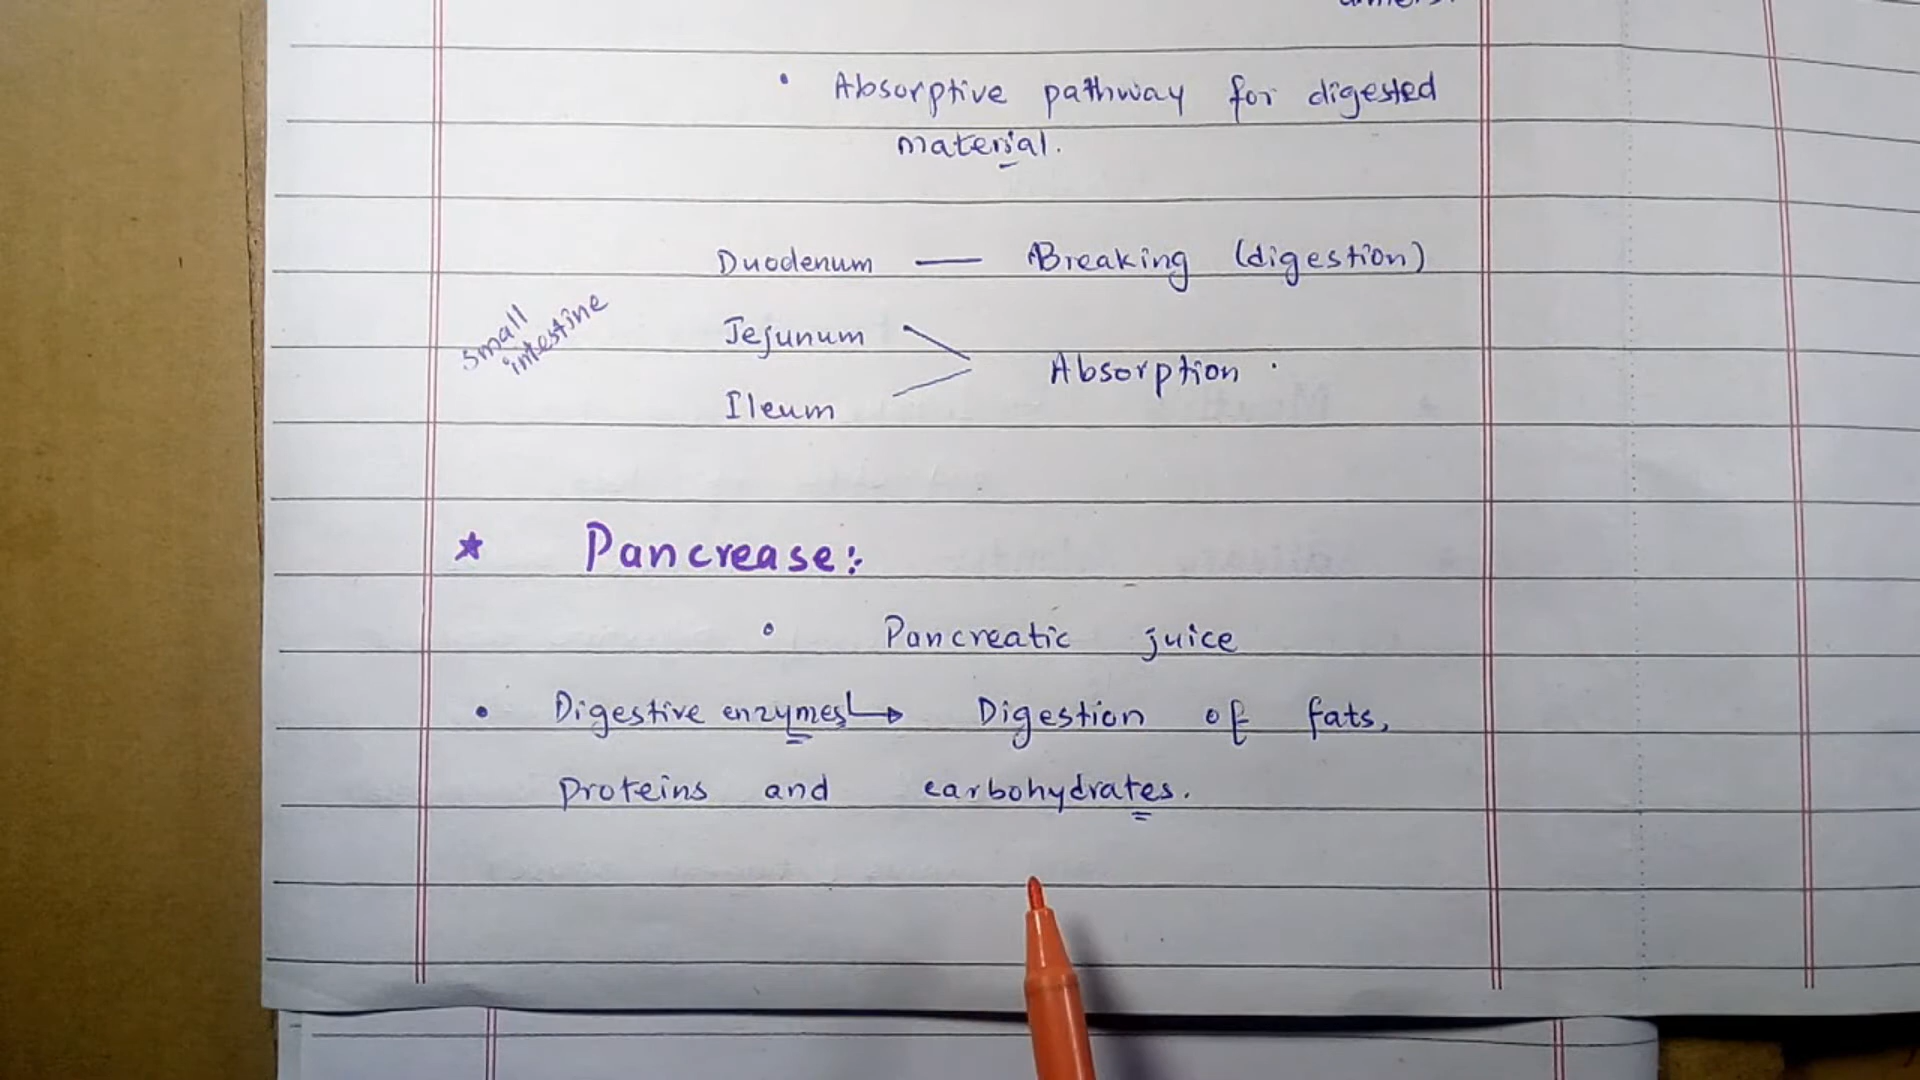 • Absorptive pathway for digested
material.
Duodenum — Breaking (digestion)
Small
intestine
Jejunum
Absorption.
Ileum
★ Pancrease:
• Pancreatic juice
• Digestive enzymes → Digestion of fats,
proteins and carbohydrates.